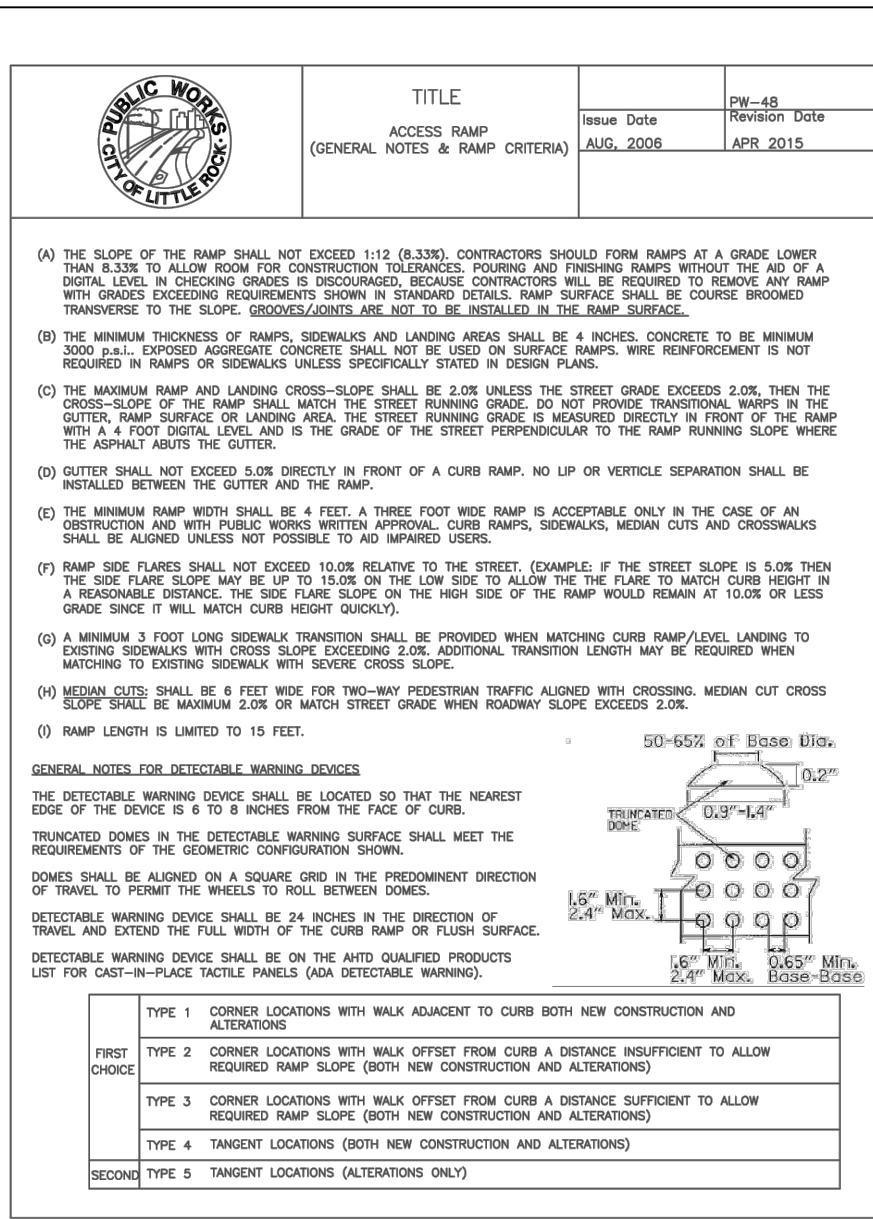 PUBLIC WORKS
CITY OF LITTLE ROCK
TITLE
ACCESS RAMP
(GENERAL NOTES & RAMP CRITERIA)
PW-48
Issue Date
Revision Date
AUG, 2006
APR 2015
(A) THE SLOPE OF THE RAMP SHALL NOT EXCEED 1:12 (8.33%). CONTRACTORS SHOULD FORM RAMPS AT A GRADE LOWER
THAN 8.33% TO ALLOW ROOM FOR CONSTRUCTION TOLERANCES. POURING AND FINISHING RAMPS WITHOUT THE AID OF A
DIGITAL LEVEL IN CHECKING GRADES IS DISCOURAGED, BECAUSE CONTRACTORS WILL BE REQUIRED TO REMOVE ANY RAMP
WITH GRADES EXCEEDING REQUIREMENTS SHOWN IN STANDARD DETAILS. RAMP SURFACE SHALL BE COURSE BROOMED
TRANSVERSE TO THE SLOPE. GROOVES/JOINTS ARE NOT TO BE INSTALLED IN THE RAMP SURFACE.
(B) THE MINIMUM THICKNESS OF RAMPS, SIDEWALKS AND LANDING AREAS SHALL BE 4 INCHES. CONCRETE TO BE MINIMUM
3000 p.s.i.. EXPOSED AGGREGATE CONCRETE SHALL NOT BE USED ON SURFACE RAMPS. WIRE REINFORCEMENT IS NOT
REQUIRED IN RAMPS OR SIDEWALKS UNLESS SPECIFICALLY STATED IN DESIGN PLANS.
(C) THE MAXIMUM RAMP AND LANDING CROSS-SLOPE SHALL BE 2.0% UNLESS THE STREET GRADE EXCEEDS 2.0%, THEN THE
CROSS-SLOPE OF THE RAMP SHALL MATCH THE STREET RUNNING GRADE. DO NOT PROVIDE TRANSITIONAL WARPS IN THE
GUTTER, RAMP SURFACE OR LANDING AREA. THE STREET RUNNING GRADE IS MEASURED DIRECTLY IN FRONT OF THE RAMP
WITH A 4 FOOT DIGITAL LEVEL AND IS THE GRADE OF THE STREET PERPENDICULAR TO THE RAMP RUNNING SLOPE WHERE
THE ASPHALT ABUTS THE GUTTER.
(D) GUTTER SHALL NOT EXCEED 5.0% DIRECTLY IN FRONT OF A CURB RAMP. NO LIP OR VERTICLE SEPARATION SHALL BE
INSTALLED BETWEEN THE GUTTER AND THE RAMP.
(E) THE MINIMUM RAMP WIDTH SHALL BE 4 FEET. A THREE FOOT WIDE RAMP IS ACCEPTABLE ONLY IN THE CASE OF AN
OBSTRUCTION AND WITH PUBLIC WORKS WRITTEN APPROVAL. CURB RAMPS, SIDEWALKS, MEDIAN CUTS AND CROSSWALKS
SHALL BE ALIGNED UNLESS NOT POSSIBLE TO AID IMPAIRED USERS.
(F) RAMP SIDE FLARES SHALL NOT EXCEED 10.0% RELATIVE TO THE STREET. (EXAMPLE: IF THE STREET SLOPE IS 5.0% THEN
THE SIDE FLARE SLOPE MAY BE UP TO 15.0% ON THE LOW SIDE TO ALLOW THE THE FLARE TO MATCH CURB HEIGHT IN
A REASONABLE DISTANCE. THE SIDE FLARE SLOPE ON THE HIGH SIDE OF THE RAMP WOULD REMAIN AT 10.0% OR LESS
GRADE SINCE IT WILL MATCH CURB HEIGHT QUICKLY).
(G) A MINIMUM 3 FOOT LONG SIDEWALK TRANSITION SHALL BE PROVIDED WHEN MATCHING CURB RAMP/LEVEL LANDING TO
EXISTING SIDEWALKS WITH CROSS SLOPE EXCEEDING 2.0%. ADDITIONAL TRANSITION LENGTH MAY BE REQUIRED WHEN
MATCHING TO EXISTING SIDEWALK WITH SEVERE CROSS SLOPE.
(H) MEDIAN CUTS: SHALL BE 6 FEET WIDE FOR TWO-WAY PEDESTRIAN TRAFFIC ALIGNED WITH CROSSING. MEDIAN CUT CROSS
SLOPE SHALL BE MAXIMUM 2.0% OR MATCH STREET GRADE WHEN ROADWAY SLOPE EXCEEDS 2.0%.
(I) RAMP LENGTH IS LIMITED TO 15 FEET.
GENERAL NOTES FOR DETECTABLE WARNING DEVICES
THE DETECTABLE WARNING DEVICE SHALL BE LOCATED SO THAT THE NEAREST
EDGE OF THE DEVICE IS 6 TO 8 INCHES FROM THE FACE OF CURB.
TRUNCATED DOMES IN THE DETECTABLE WARNING SURFACE SHALL MEET THE
REQUIREMENTS OF THE GEOMETRIC CONFIGURATION SHOWN.
DOMES SHALL BE ALIGNED ON A SQUARE GRID IN THE PREDOMINENT DIRECTION
OF TRAVEL TO PERMIT THE WHEELS TO ROLL BETWEEN DOMES.
DETECTABLE WARNING DEVICE SHALL BE 24 INCHES IN THE DIRECTION OF
TRAVEL AND EXTEND THE FULL WIDTH OF THE CURB RAMP OR FLUSH SURFACE.
DETECTABLE WARNING DEVICE SHALL BE ON THE AHTD QUALIFIED PRODUCTS
LIST FOR CAST-IN-PLACE TACTILE PANELS (ADA DETECTABLE WARNING).
50-65% of Base Dia.
0.2"
TRUNCATED
DOME
0.9"-1.4"
1.6" Min.
2.4" Max.
1.6" Min.
2.4" Max.
0.65" Min.
Base-Base
FIRST
CHOICE
TYPE 1 CORNER LOCATIONS WITH WALK ADJACENT TO CURB BOTH NEW CONSTRUCTION AND
ALTERATIONS
TYPE 2 CORNER LOCATIONS WITH WALK OFFSET FROM CURB A DISTANCE INSUFFICIENT TO ALLOW
REQUIRED RAMP SLOPE (BOTH NEW CONSTRUCTION AND ALTERATIONS)
TYPE 3 CORNER LOCATIONS WITH WALK OFFSET FROM CURB A DISTANCE SUFFICIENT TO ALLOW
REQUIRED RAMP SLOPE (BOTH NEW CONSTRUCTION AND ALTERATIONS)
TYPE 4 TANGENT LOCATIONS (BOTH NEW CONSTRUCTION AND ALTERATIONS)
SECOND TYPE 5 TANGENT LOCATIONS (ALTERATIONS ONLY)